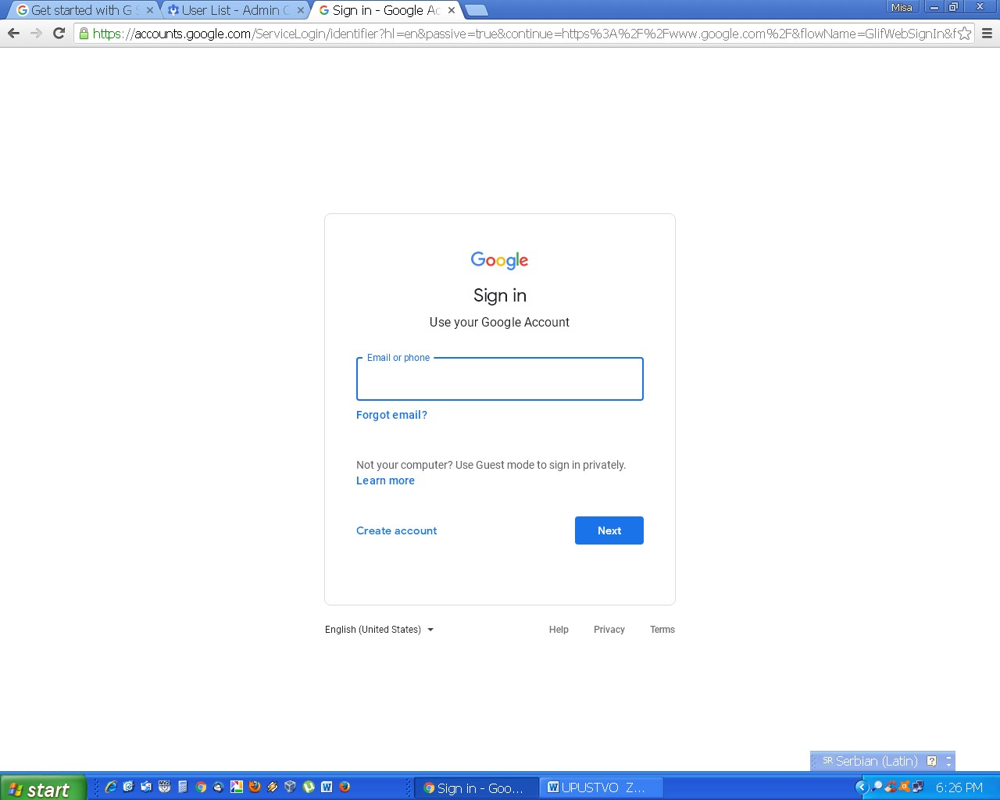 Get started with G S
User List - Admin C
Sign in - Google Ac
Misa
https://accounts.google.com/ServiceLogin/identifier?hl=en&passive=true&continue=https%3A%2F%2Fwww.google.com%2F&flowName=GlifWebSignIn&f
Google
Sign in
Use your Google Account
Email or phone
Forgot email?
Not your computer? Use Guest mode to sign in privately.
Learn more
Create account
Next
English (United States)
Help
Privacy
Terms
SR Serbian (Latin)
start
Sign in - Goo...
UPUSTVO Z...
6:26 PM